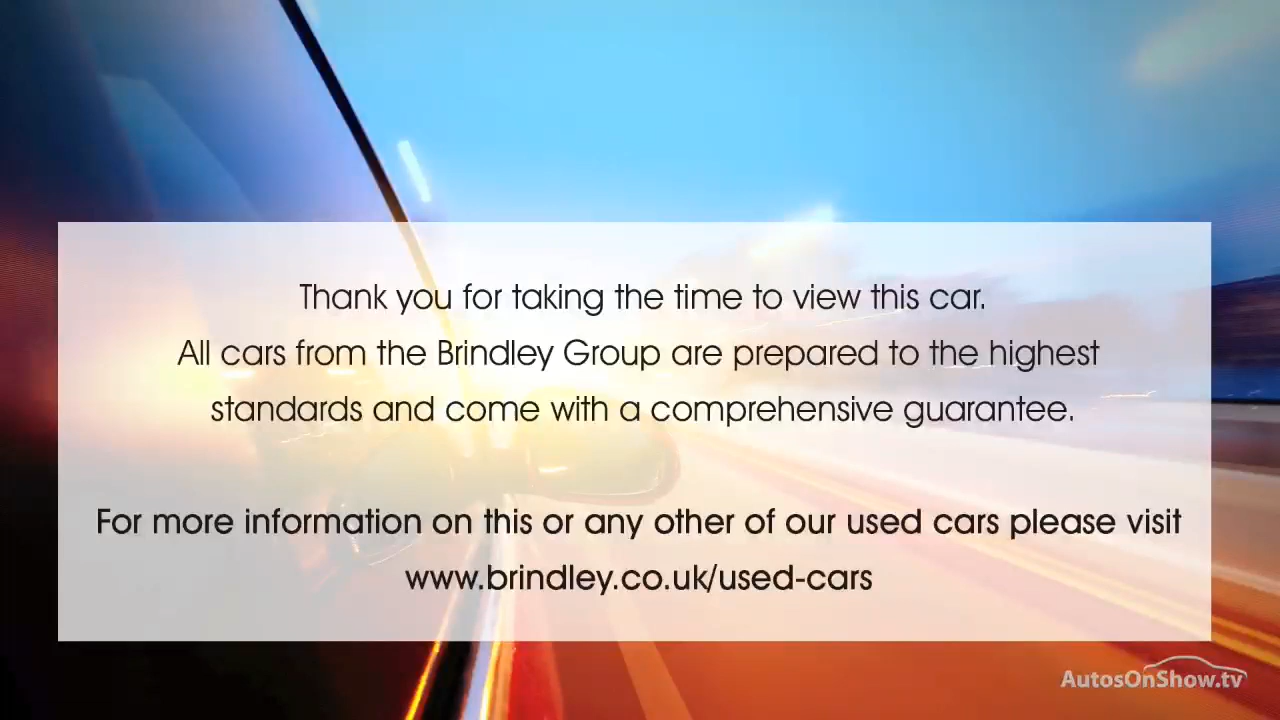 Thank you for taking the time to view this car.
All cars from the Brindley Group are prepared to the highest
standards and come with a comprehensive guarantee.
For more information on this or any other of our used cars please visit
www.brindley.co.uk/used-cars
AutosOnShow.tv